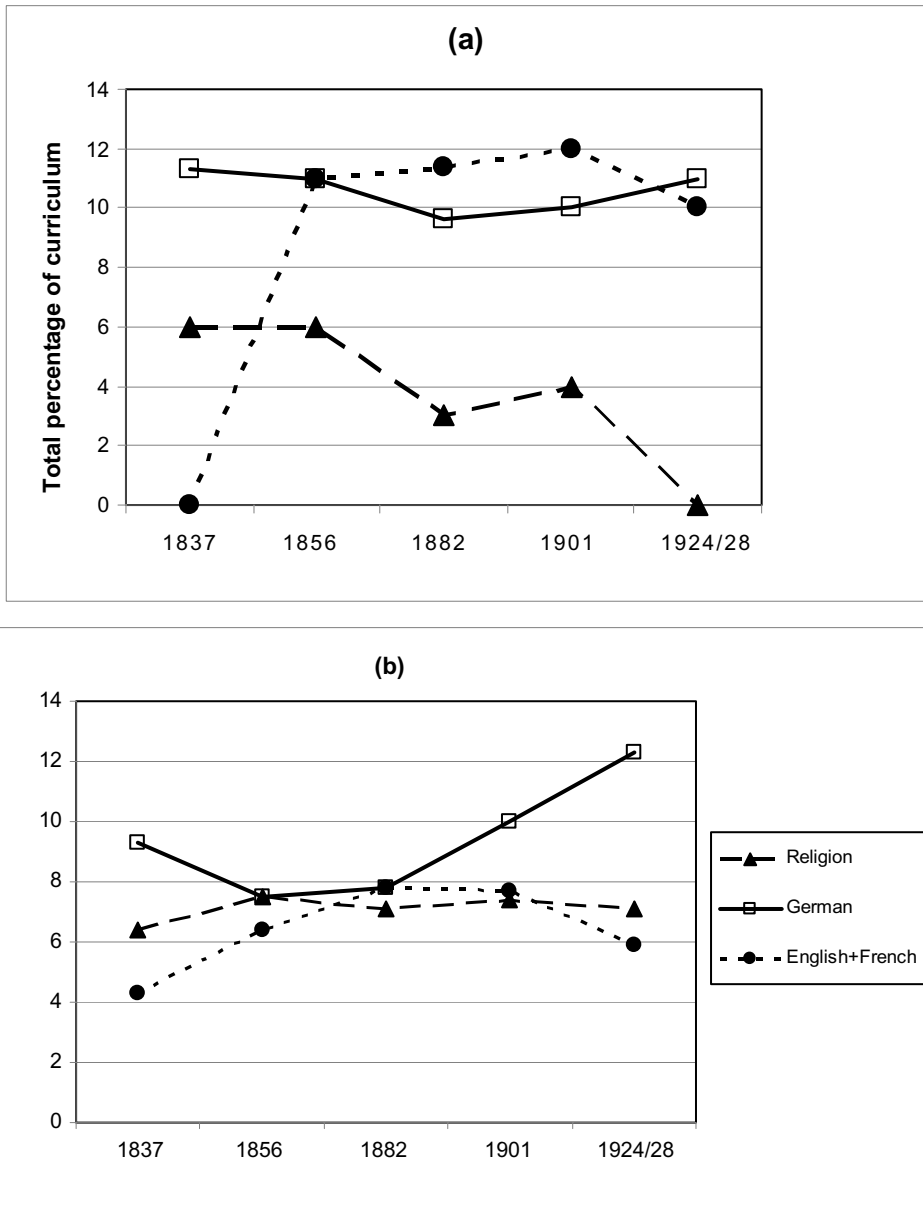 (a)
Total percentage of curriculum
14
12
10
8
6
4
2
0
1837 1856 1882 1901 1924/28
(b)
14
12
10
8
6
4
2
0
1837 1856 1882 1901 1924/28
Religion
German
English+French